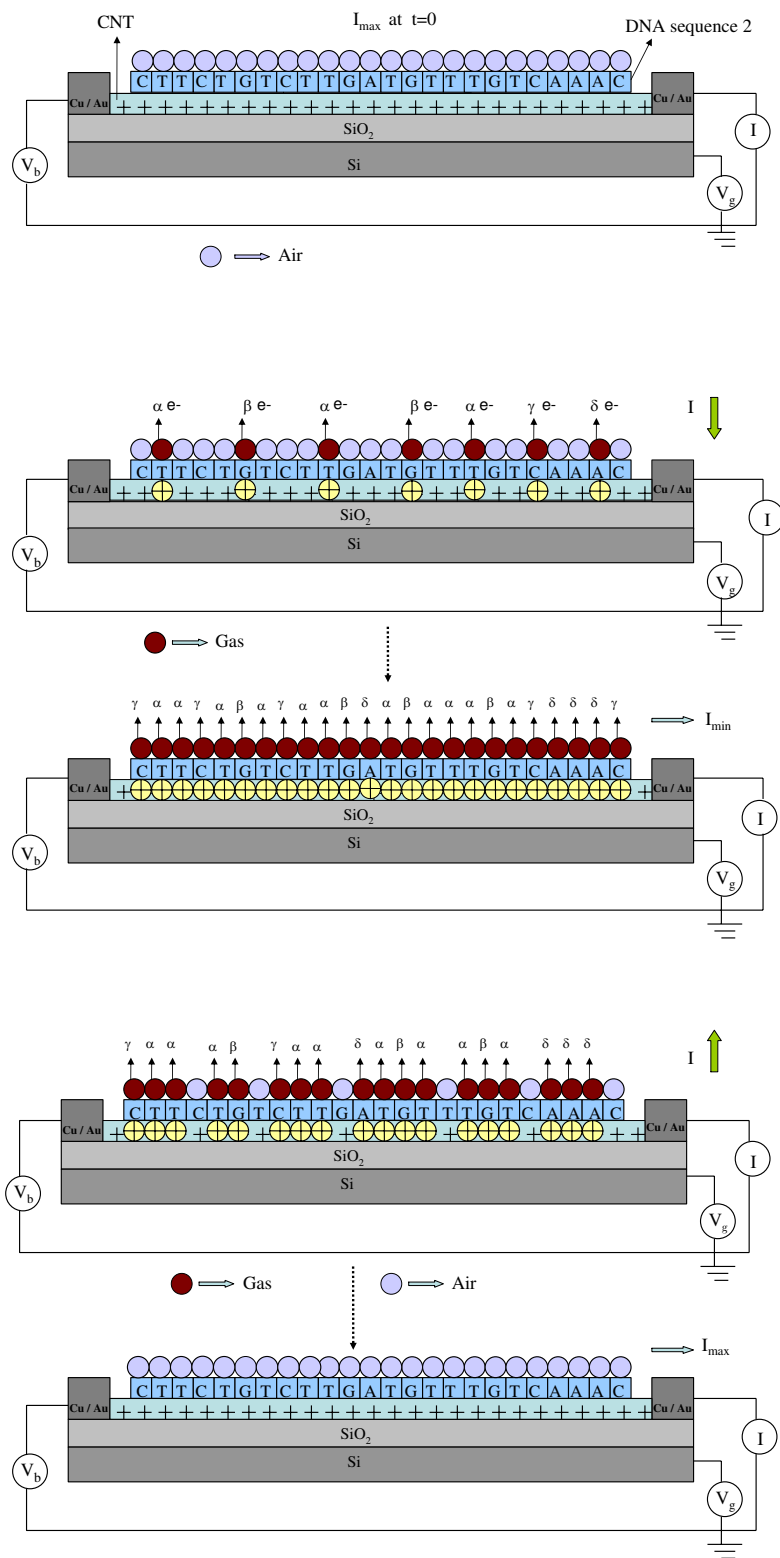 CNT I_max at t=0 DNA sequence 2
C T T C T G T C T T G A T G T T T G T C A A A C
Cu / Au + + + + + + + + + + + + + + + + + + + + + + + + + + Cu / Au
SiO₂ I
V_b Si
V_g
Air
α e- β e- α e- β e- α e- γ e- δ e- I
C T T C T G T C T T G A T G T T T G T C A A A C
Cu / Au Cu / Au
SiO₂ I
V_b Si
V_g
Gas
γ α α γ α β α γ α α β δ α β α α α β α γ δ δ δ γ I_min
C T T C T G T C T T G A T G T T T G T C A A A C
Cu / Au Cu / Au
SiO₂ I
V_b Si
V_g
γ α α α β γ α α δ α β α α β α δ δ δ I
C T T C T G T C T T G A T G T T T G T C A A A C
Cu / Au Cu / Au
SiO₂ I
V_b Si
V_g
Gas Air
I_max
C T T C T G T C T T G A T G T T T G T C A A A C
Cu / Au Cu / Au
SiO₂ I
V_b Si
V_g